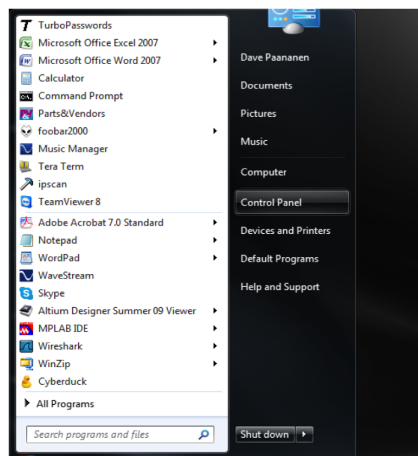 TurboPasswords
Microsoft Office Excel 2007
Microsoft Office Word 2007
Calculator
Command Prompt
Parts&Vendors
foobar2000
Music Manager
Tera Term
ipscan
TeamViewer 8
Adobe Acrobat 7.0 Standard
Notepad
WordPad
WaveStream
Skype
Altium Designer Summer 09 Viewer
MPLAB IDE
Wireshark
WinZip
Cyberduck
All Programs
Search programs and files
Dave Paananen
Documents
Pictures
Music
Computer
Control Panel
Devices and Printers
Default Programs
Help and Support
Shut down